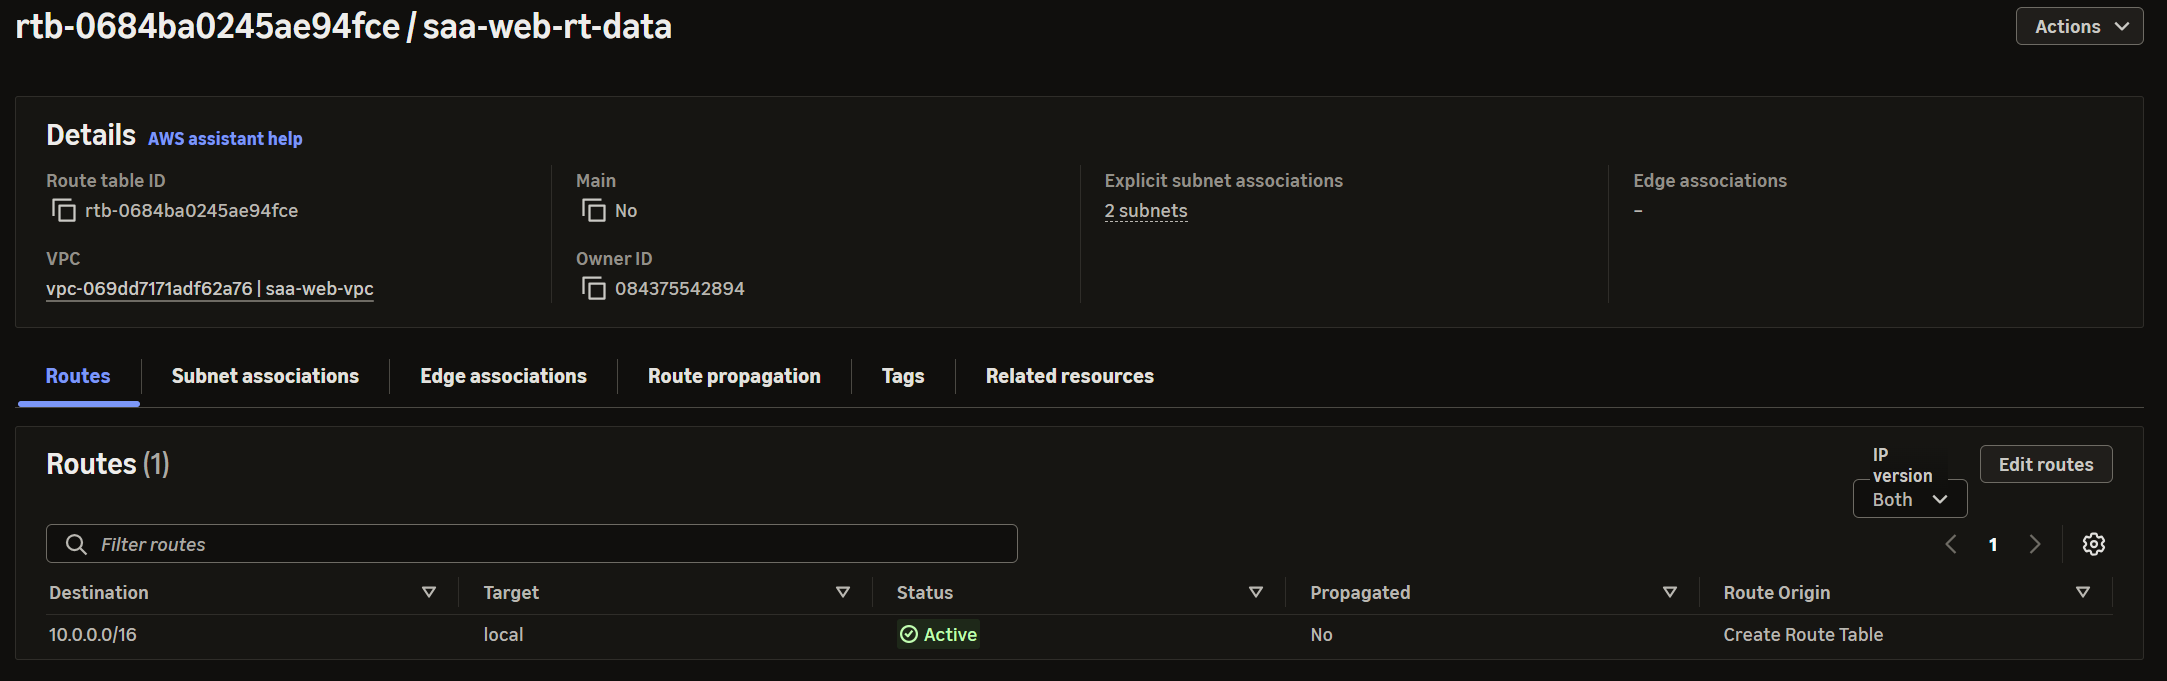 rtb-0684ba0245ae94fce / saa-web-rt-data
Actions
Details AWS assistant help
Route table ID
rtb-0684ba0245ae94fce
Main
No
Explicit subnet associations
2 subnets
Edge associations
–
VPC
vpc-069dd7171adf62a76 | saa-web-vpc
Owner ID
084375542894
Routes Subnet associations Edge associations Route propagation Tags Related resources
Routes (1)
IP
version
Both
Edit routes
Filter routes
1
Destination Target Status Propagated Route Origin
10.0.0.0/16 local Active No Create Route Table